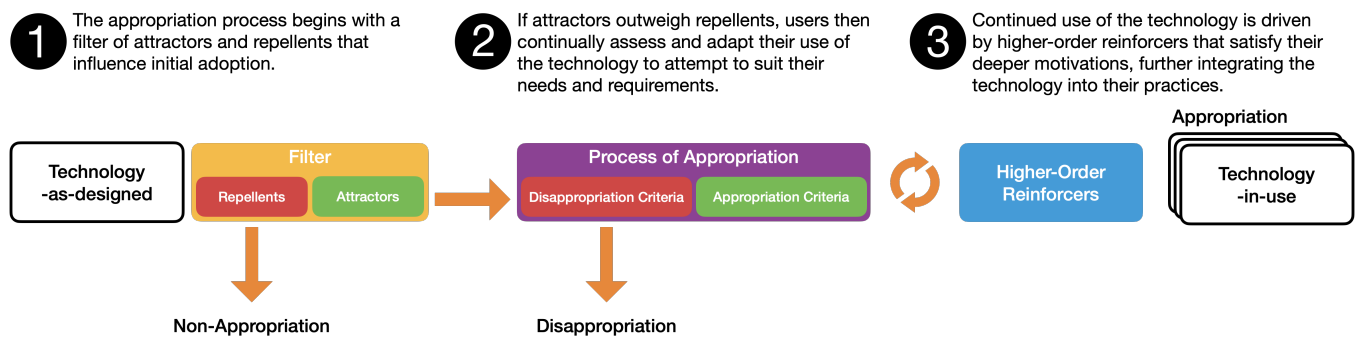 1
The appropriation process begins with a
filter of attractors and repellents that
influence initial adoption.
2
If attractors outweigh repellents, users then
continually assess and adapt their use of
the technology to attempt to suit their
needs and requirements.
3
Continued use of the technology is driven
by higher-order reinforcers that satisfy their
deeper motivations, further integrating the
technology into their practices.
Technology
-as-designed
Filter
Repellents
Attractors
Process of Appropriation
Disappropriation Criteria
Appropriation Criteria
Higher-Order
Reinforcers
Appropriation
Technology
-in-use
Non-Appropriation
Disappropriation